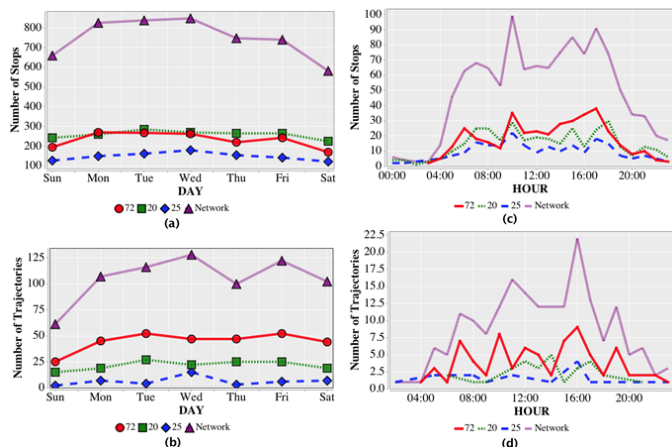 800
700
600
500
400
300
200
100
Number of Stops
Sun Mon Tue Wed Thu Fri Sat
DAY
72 20 25 Network
(a)
100
90
80
70
60
50
40
30
20
10
0
Number of Stops
00:00 04:00 08:00 12:00 16:00 20:00
HOUR
72 20 25 Network
(c)
125
100
75
50
25
0
Number of Trajectories
Sun Mon Tue Wed Thu Fri Sat
DAY
72 20 25 Network
(b)
22.5
20.0
17.5
15.0
12.5
10.0
7.5
5.0
2.5
0.0
Number of Trajectories
04:00 08:00 12:00 16:00 20:00
HOUR
72 20 25 Network
(d)